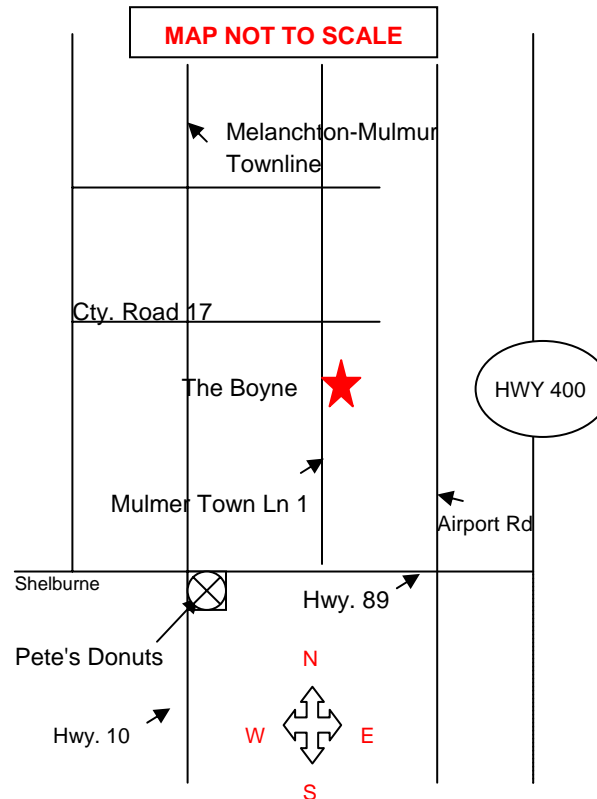 MAP NOT TO SCALE
Melanchton-Mulmur
Townline
Cty. Road 17
The Boyne
HWY 400
Mulmer Town Ln 1
Airport Rd
Shelburne
Hwy. 89
Pete's Donuts
N
Hwy. 10
W
E
S